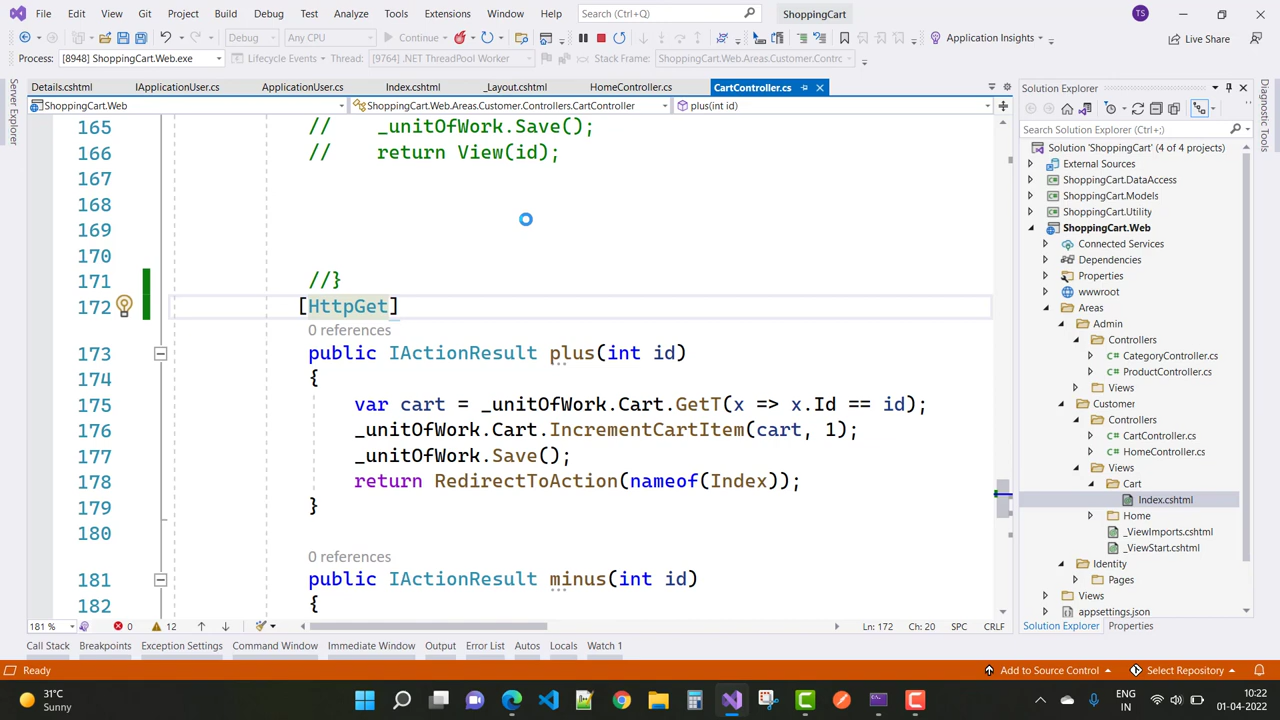 File Edit View Git Project Build Debug Test Analyze Tools Extensions Window Help Search (Ctrl+Q) ShoppingCart TS
Debug Any CPU Continue Application Insights Live Share
Process: [8948] ShoppingCart.Web.exe Lifecycle Events Thread: [9764] .NET ThreadPool Worker Stack Frame: ShoppingCart.Web.Areas.Customer.Contrc
Server Explorer
Details.cshtml IApplicationUser.cs ApplicationUser.cs Index.cshtml _Layout.cshtml HomeController.cs CartController.cs
ShoppingCart.Web ShoppingCart.Web.Areas.Customer.Controllers.CartController plus(int id)
165 // _unitOfWork.Save();
166 // return View(id);
167
168
169
170
171 //}
172 [HttpGet]
0 references
173 public IActionResult plus(int id)
174 {
175 var cart = _unitOfWork.Cart.GetT(x => x.Id == id);
176 _unitOfWork.Cart.IncrementCartItem(cart, 1);
177 _unitOfWork.Save();
178 return RedirectToAction(nameof(Index));
179 }
180
0 references
181 public IActionResult minus(int id)
182 {
181 % 0 12 Ln: 172 Ch: 20 SPC CRLF
Call Stack Breakpoints Exception Settings Command Window Immediate Window Output Error List Autos Locals Watch 1
Solution Explorer
Search Solution Explorer (Ctrl+;)
Solution 'ShoppingCart' (4 of 4 projects)
External Sources
ShoppingCart.DataAccess
ShoppingCart.Models
ShoppingCart.Utility
ShoppingCart.Web
Connected Services
Dependencies
Properties
wwwroot
Areas
Admin
Controllers
CategoryController.cs
ProductController.cs
Views
Customer
Controllers
CartController.cs
HomeController.cs
Views
Cart
Index.cshtml
Home
_ViewImports.cshtml
_ViewStart.cshtml
Identity
Pages
Views
appsettings.json
Solution Explorer Properties
Diagnostic Tools
Ready Add to Source Control Select Repository
31°C
Sunny
ENG
IN
10:22
01-04-2022